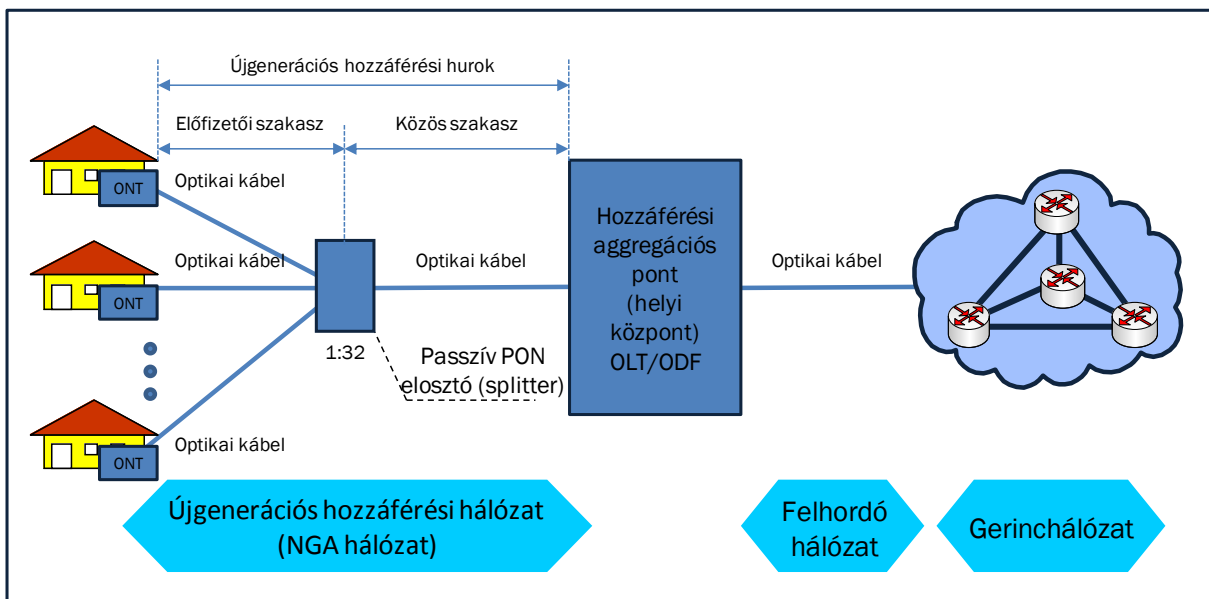 Újgenerációs hozzáférési hurok
Előfizetői szakasz
Közös szakasz
ONT
Optikai kábel
ONT
Optikai kábel
ONT
Optikai kábel
1:32
Passzív PON
elosztó (splitter)
Optikai kábel
Hozzáférési
aggregációs
pont
(helyi
központ)
OLT/ODF
Optikai kábel
Újgenerációs hozzáférési hálózat
(NGA hálózat)
Felhordó
hálózat
Gerinchálózat